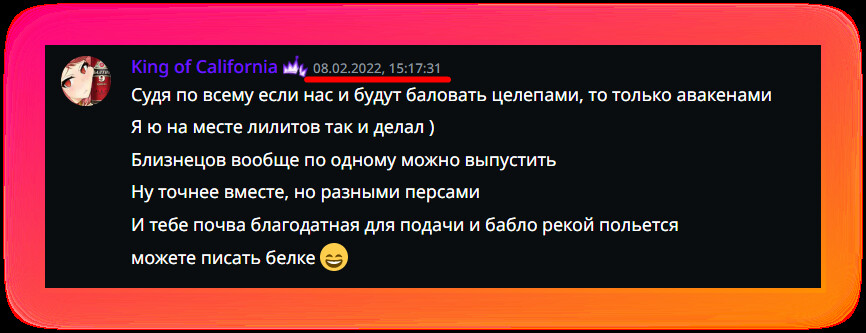 King of California 08.02.2022, 15:17:31
Судя по всему если нас и будут баловать целепами, то только авакенами
Я ю на месте лилитов так и делал )
Близнецов вообще по одному можно выпустить
Ну точнее вместе, но разными персами
И тебе почва благодатная для подачи и бабло рекой польется
можете писать белке